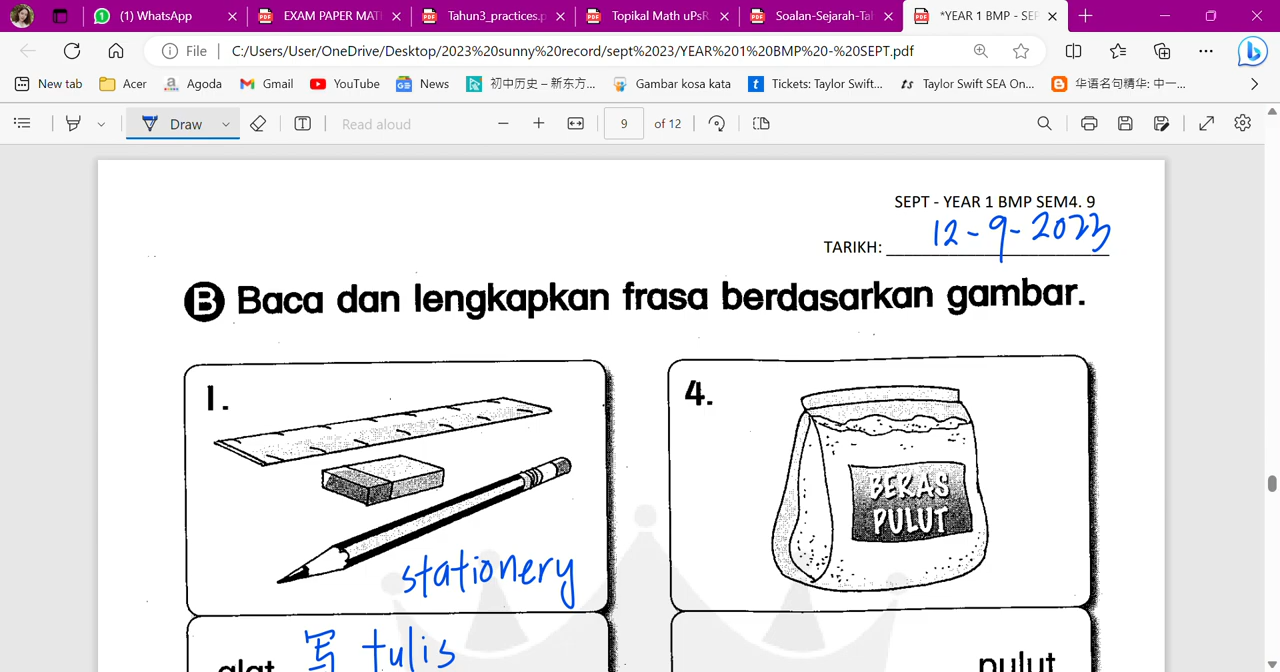 (1) WhatsApp
EXAM PAPER MAT
Tahun3_practices.p
Topikal Math uPsR
Soalan-Sejarah-Ta
*YEAR 1 BMP - SEP
File
C:/Users/User/OneDrive/Desktop/2023%20sunny%20record/sept%202023/YEAR%201%20BMP%20-%20SEPT.pdf
New tab
Acer
Agoda
Gmail
YouTube
News
初中历史 – 新东方...
Gambar kosa kata
Tickets: Taylor Swift...
Taylor Swift SEA On...
华语名句精华: 中一...
Draw
Read aloud
9
of 12
SEPT - YEAR 1 BMP SEM4. 9
TARIKH: 12-9-2023
B Baca dan lengkapkan frasa berdasarkan gambar.
1.
stationery
4.
BERAS
PULUT
alat 写 tulis
pulut